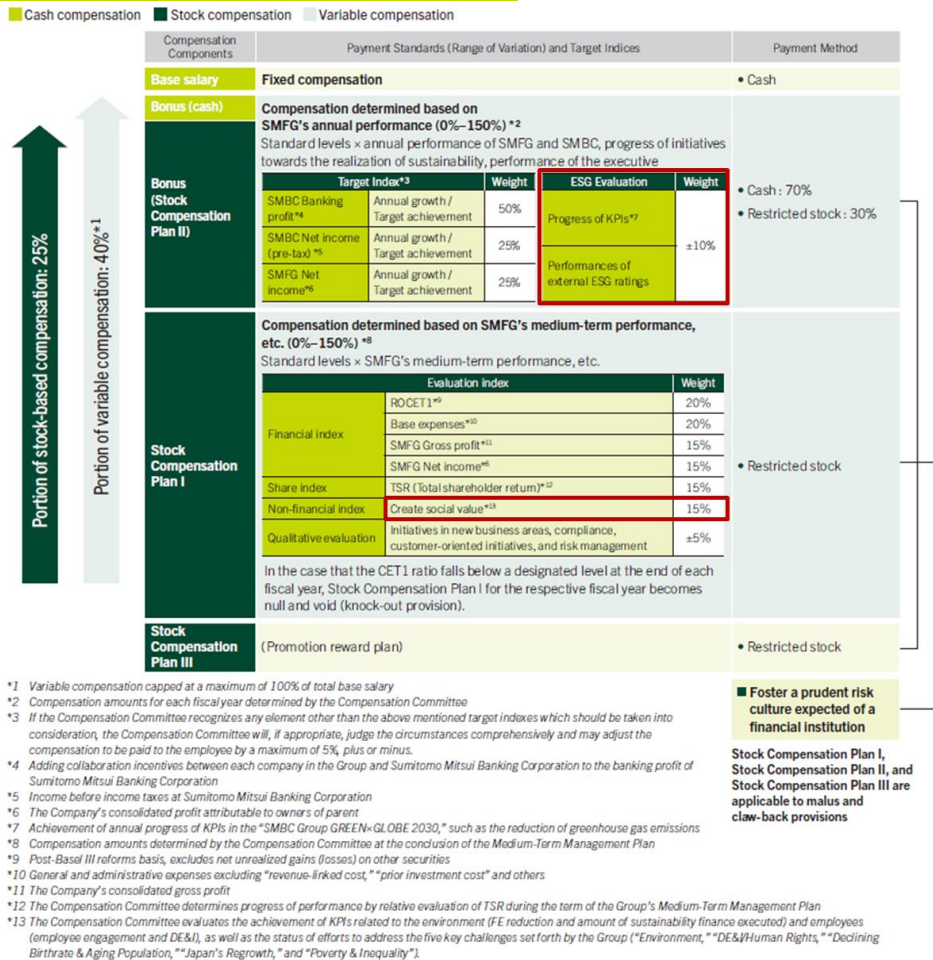 Cash compensation Stock compensation Variable compensation
Compensation Components
Payment Standards (Range of Variation) and Target Indices
Payment Method
Portion of stock-based compensation: 25%
Portion of variable compensation: 40%*1
Base salary
Fixed compensation
• Cash
Bonus (cash)
Bonus
(Stock
Compensation
Plan II)
Compensation determined based on
SMFG's annual performance (0%–150%) *2
Standard levels × annual performance of SMFG and SMBC, progress of initiatives
towards the realization of sustainability, performance of the executive
Target Index*3 Weight
SMBC Banking
profit*4
Annual growth /
Target achievement
50%
SMBC Net income
(pre-tax) *5
Annual growth /
Target achievement
25%
SMFG Net
income*6
Annual growth /
Target achievement
25%
ESG Evaluation Weight
Progress of KPIs*7
Performances of
external ESG ratings
±10%
• Cash : 70%
• Restricted stock : 30%
Stock
Compensation
Plan I
Compensation determined based on SMFG's medium-term performance,
etc. (0%–150%) *8
Standard levels × SMFG's medium-term performance, etc.
Evaluation index Weight
Financial index
ROCET1*9 20%
Base expenses*10 20%
SMFG Gross profit*11 15%
SMFG Net income*6 15%
Share index TSR (Total shareholder return)*12 15%
Non-financial index Create social value*13 15%
Qualitative evaluation
Initiatives in new business areas, compliance,
customer-oriented initiatives, and risk management
±5%
In the case that the CET1 ratio falls below a designated level at the end of each
fiscal year, Stock Compensation Plan I for the respective fiscal year becomes
null and void (knock-out provision).
• Restricted stock
Stock
Compensation
Plan III
(Promotion reward plan)
• Restricted stock
*1 Variable compensation capped at a maximum of 100% of total base salary
*2 Compensation amounts for each fiscal year determined by the Compensation Committee
*3 If the Compensation Committee recognizes any element other than the above mentioned target indexes which should be taken into
consideration, the Compensation Committee will, if appropriate, judge the circumstances comprehensively and may adjust the
compensation to be paid to the employee by a maximum of 5%, plus or minus.
*4 Adding collaboration incentives between each company in the Group and Sumitomo Mitsui Banking Corporation to the banking profit of
Sumitomo Mitsui Banking Corporation
*5 Income before income taxes at Sumitomo Mitsui Banking Corporation
*6 The Company's consolidated profit attributable to owners of parent
*7 Achievement of annual progress of KPIs in the "SMBC Group GREEN×GLOBE 2030," such as the reduction of greenhouse gas emissions
*8 Compensation amounts determined by the Compensation Committee at the conclusion of the Medium-Term Management Plan
*9 Post-Basel III reforms basis, excludes net unrealized gains (losses) on other securities
*10 General and administrative expenses excluding "revenue-linked cost," "prior investment cost" and others
*11 The Company's consolidated gross profit
*12 The Compensation Committee determines progress of performance by relative evaluation of TSR during the term of the Group's Medium-Term Management Plan
*13 The Compensation Committee evaluates the achievement of KPIs related to the environment (FE reduction and amount of sustainability finance executed) and employees
(employee engagement and DE&I), as well as the status of efforts to address the five key challenges set forth by the Group ("Environment," "DE&I/Human Rights," "Declining
Birthrate & Aging Population," "Japan's Regrowth," and "Poverty & Inequality").
Foster a prudent risk
culture expected of a
financial institution
Stock Compensation Plan I,
Stock Compensation Plan II, and
Stock Compensation Plan III are
applicable to malus and
claw-back provisions